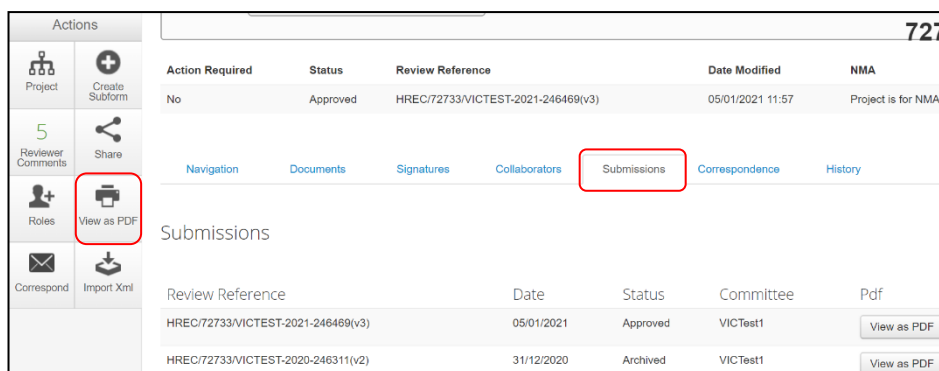 Actions
Project
Create
Subform
5
Reviewer
Comments
Share
Roles
View as PDF
Correspond
Import Xml
727
Action Required Status Review Reference Date Modified NMA
No Approved HREC/72733/VICTEST-2021-246469(v3) 05/01/2021 11:57 Project is for NMA
Navigation Documents Signatures Collaborators Submissions Correspondence History
Submissions
Review Reference Date Status Committee Pdf
HREC/72733/VICTEST-2021-246469(v3) 05/01/2021 Approved VICTest1 View as PDF
HREC/72733/VICTEST-2020-246311(v2) 31/12/2020 Archived VICTest1 View as PDF